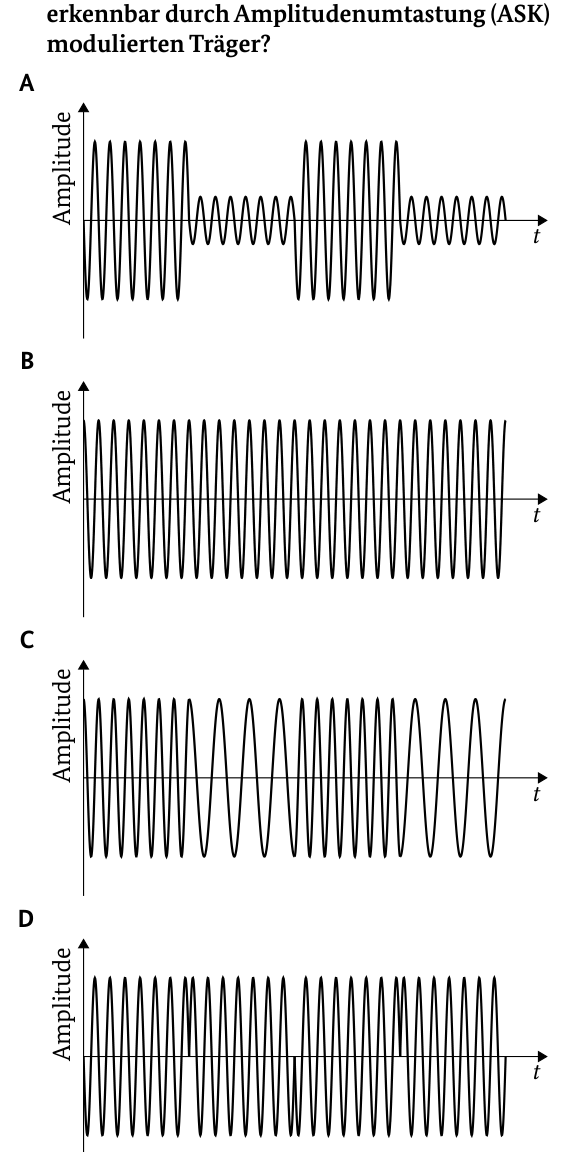 erkennbar durch Amplitudenumtastung (ASK)
modulierten Träger?
A
Amplitude
t
B
Amplitude
t
C
Amplitude
t
D
Amplitude
t